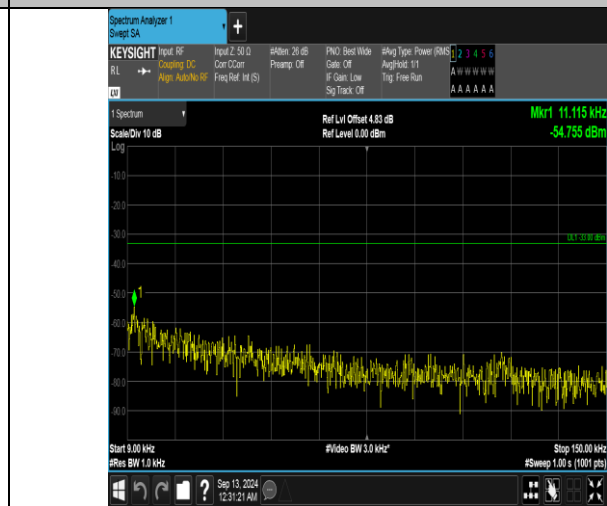 Spectrum Analyzer 1
Swept SA
+
KEYSIGHT Input: RF Input Z: 50 Ω #Atten: 26 dB PNO: Best Wide #Avg Type: Power (RMS 1 2 3 4 5 6
RL Coupling: DC Corr CCorr Preamp: Off Gate: Off Avg|Hold: 1/1 A W W W W W
Align: Auto/No RF Freq Ref: Int (S) IF Gain: Low Trig: Free Run
Sig Track: Off A A A A A A
LXI
1 Spectrum Ref Lvl Offset 4.83 dB Mkr1 11.115 kHz
Scale/Div 10 dB Ref Level 0.00 dBm -54.755 dBm
Log
-10.0
-20.0
-30.0
DL1 -33.00 dBm
-40.0
-50.0
1
-60.0
-70.0
-80.0
-90.0
Start 9.00 kHz #Video BW 3.0 kHz* Stop 150.00 kHz
#Res BW 1.0 kHz #Sweep 1.00 s (1001 pts)
? Sep 13, 2024
12:31:21 AM